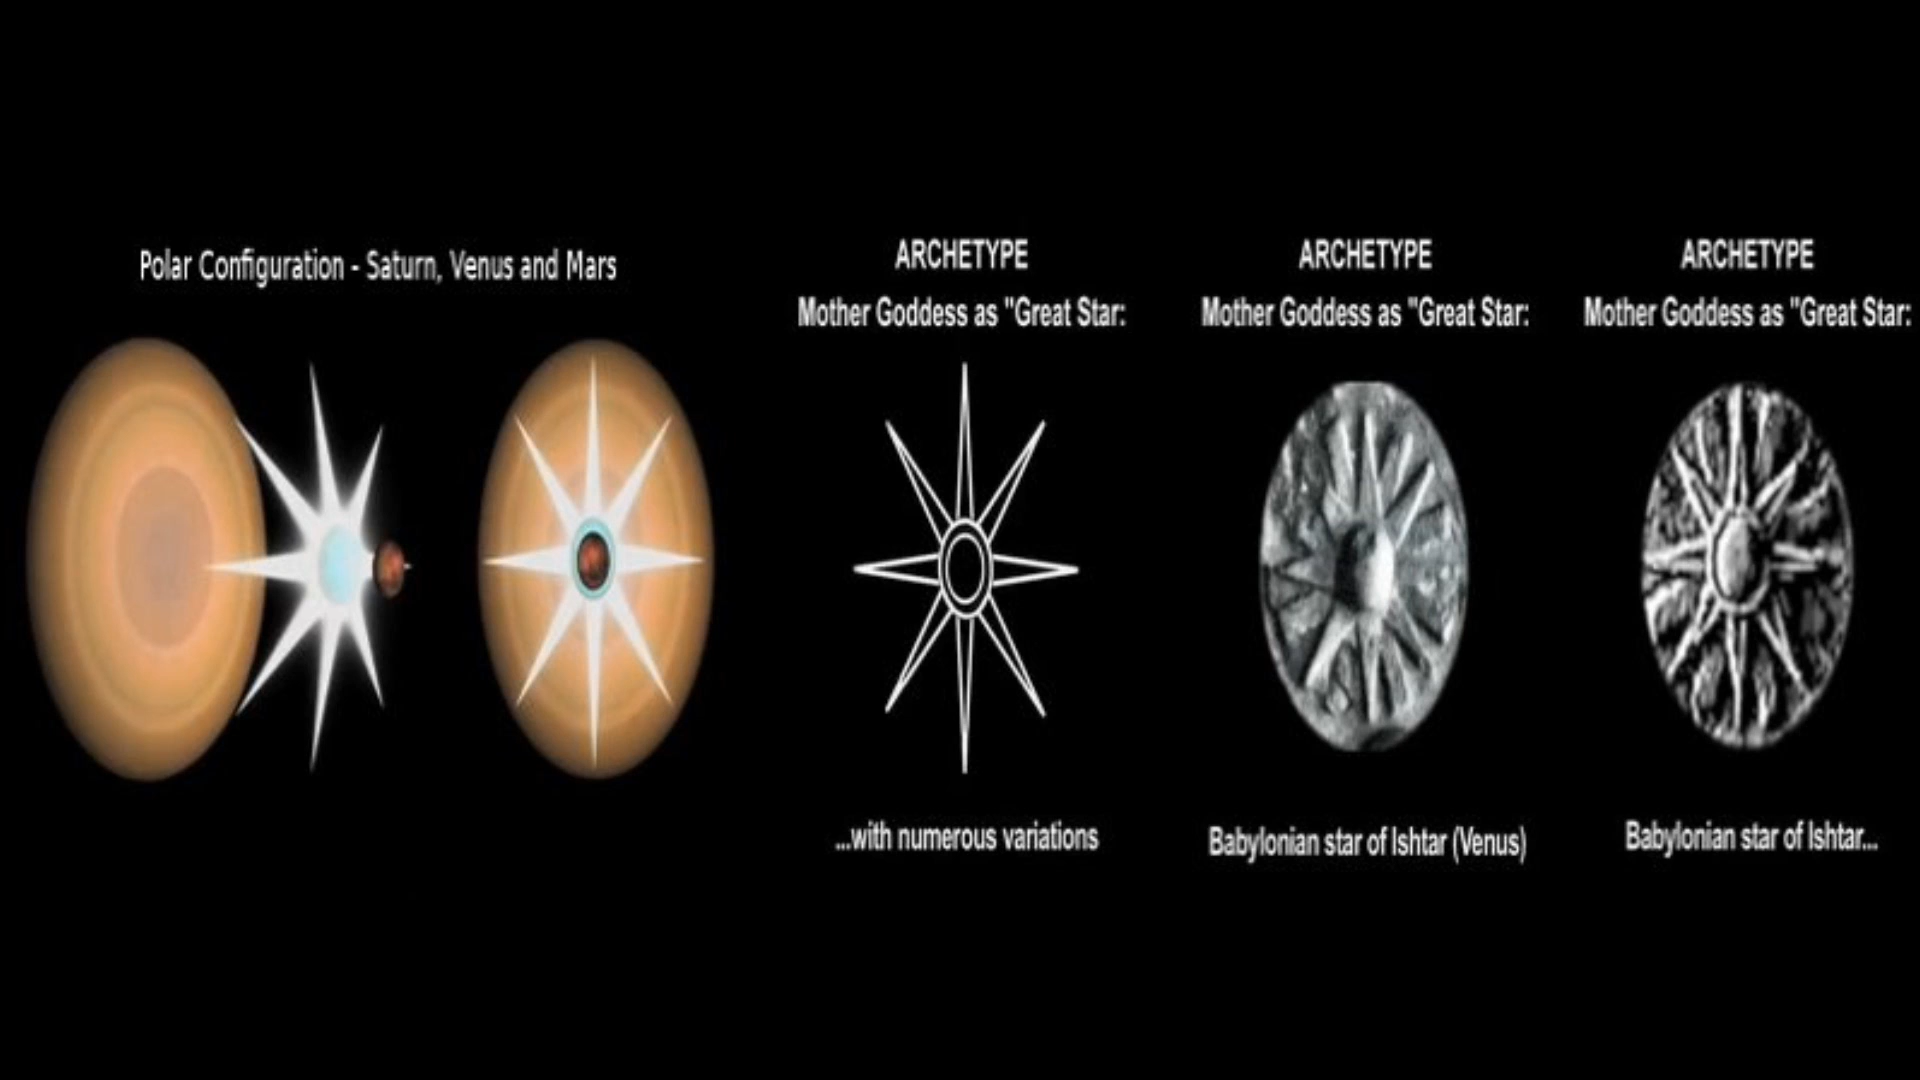 Polar Configuration - Saturn, Venus and Mars
ARCHETYPE
Mother Goddess as "Great Star:
...with numerous variations
ARCHETYPE
Mother Goddess as "Great Star:
Babylonian star of Ishtar (Venus)
ARCHETYPE
Mother Goddess as "Great Star:
Babylonian star of Ishtar...